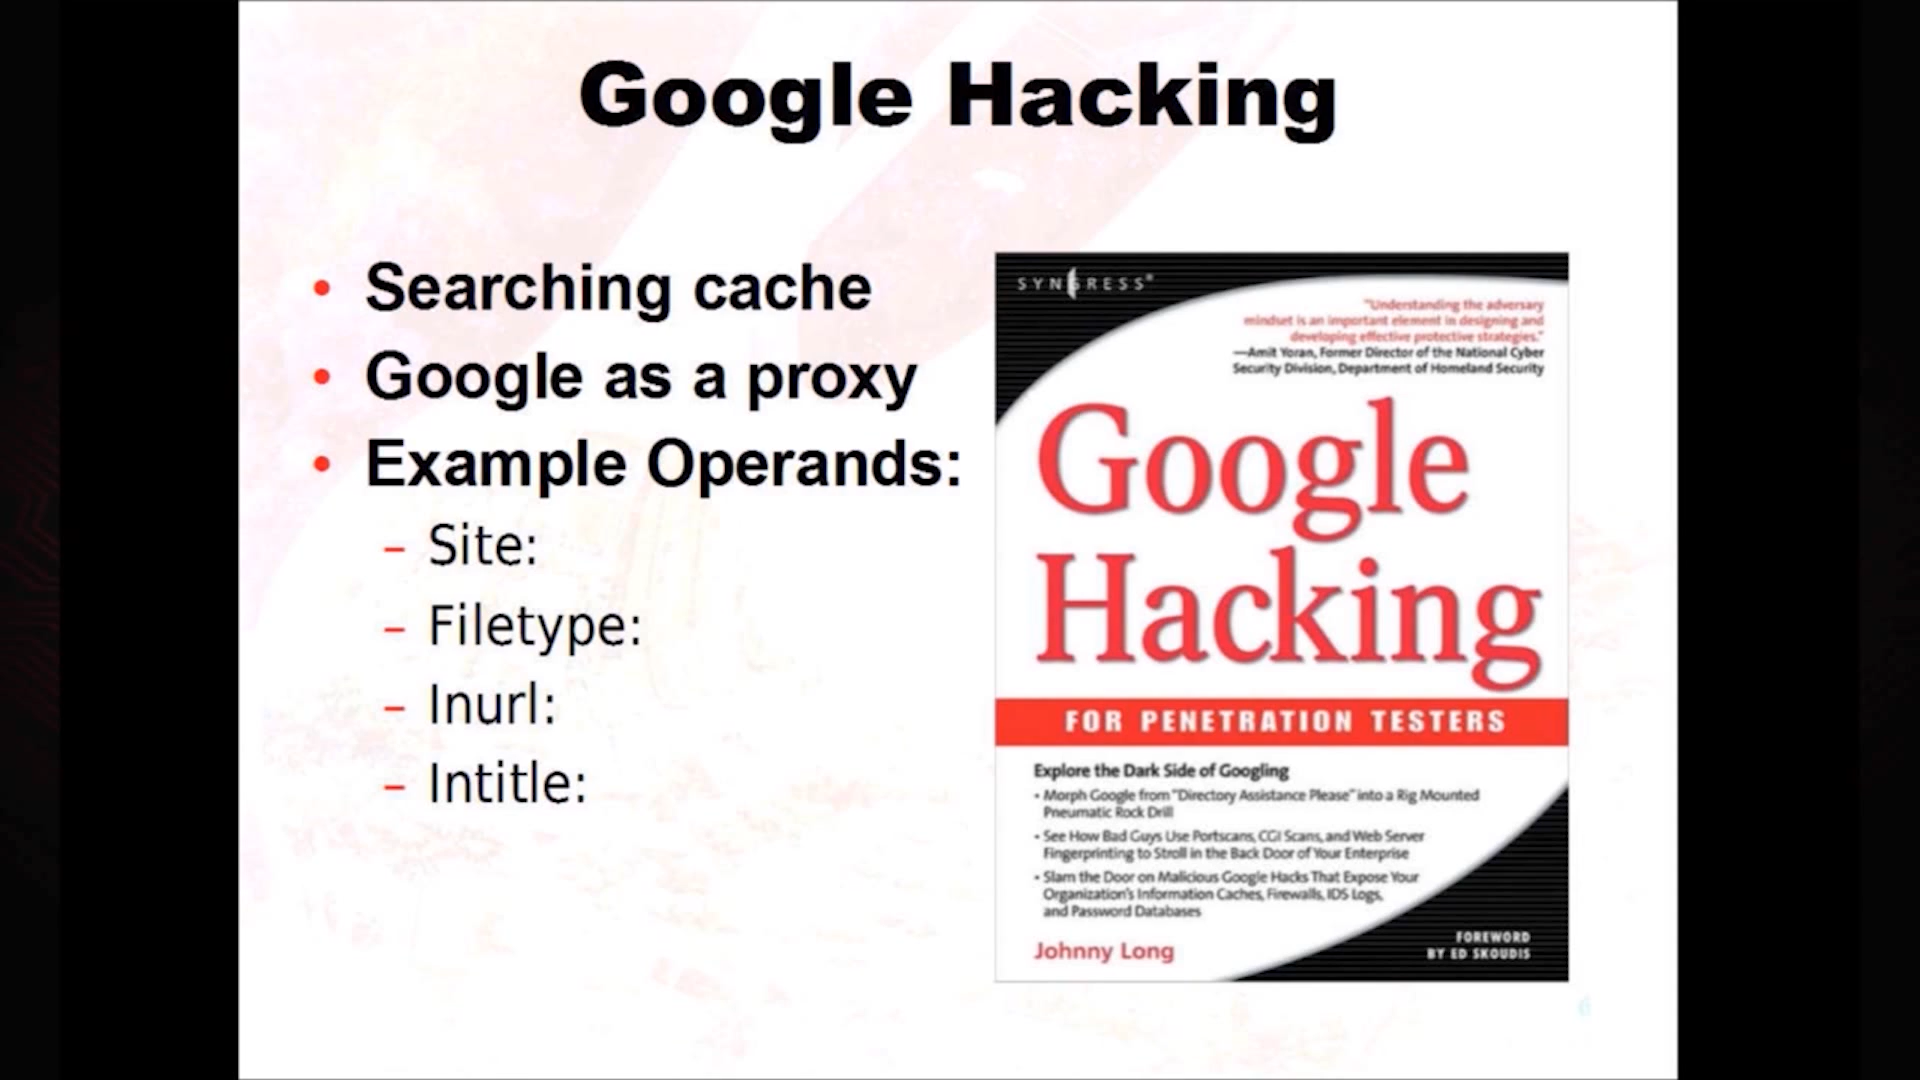 Google Hacking
• Searching cache
• Google as a proxy
• Example Operands:
– Site:
– Filetype:
– Inurl:
– Intitle:
SYNGRESS®
"Understanding the adversary
mindset is an important element in designing and
developing effective protective strategies."
—Amit Yoran, Former Director of the National Cyber
Security Division, Department of Homeland Security
Google
Hacking
FOR PENETRATION TESTERS
Explore the Dark Side of Googling
• Morph Google from "Directory Assistance Please" into a Rig Mounted
Pneumatic Rock Drill
• See How Bad Guys Use Portscans, CGI Scans, and Web Server
Fingerprinting to Stroll in the Back Door of Your Enterprise
• Slam the Door on Malicious Google Hacks That Expose Your
Organization's Information Caches, Firewalls, IDS Logs,
and Password Databases
Johnny Long
FOREWORD
BY ED SKOUDIS
6